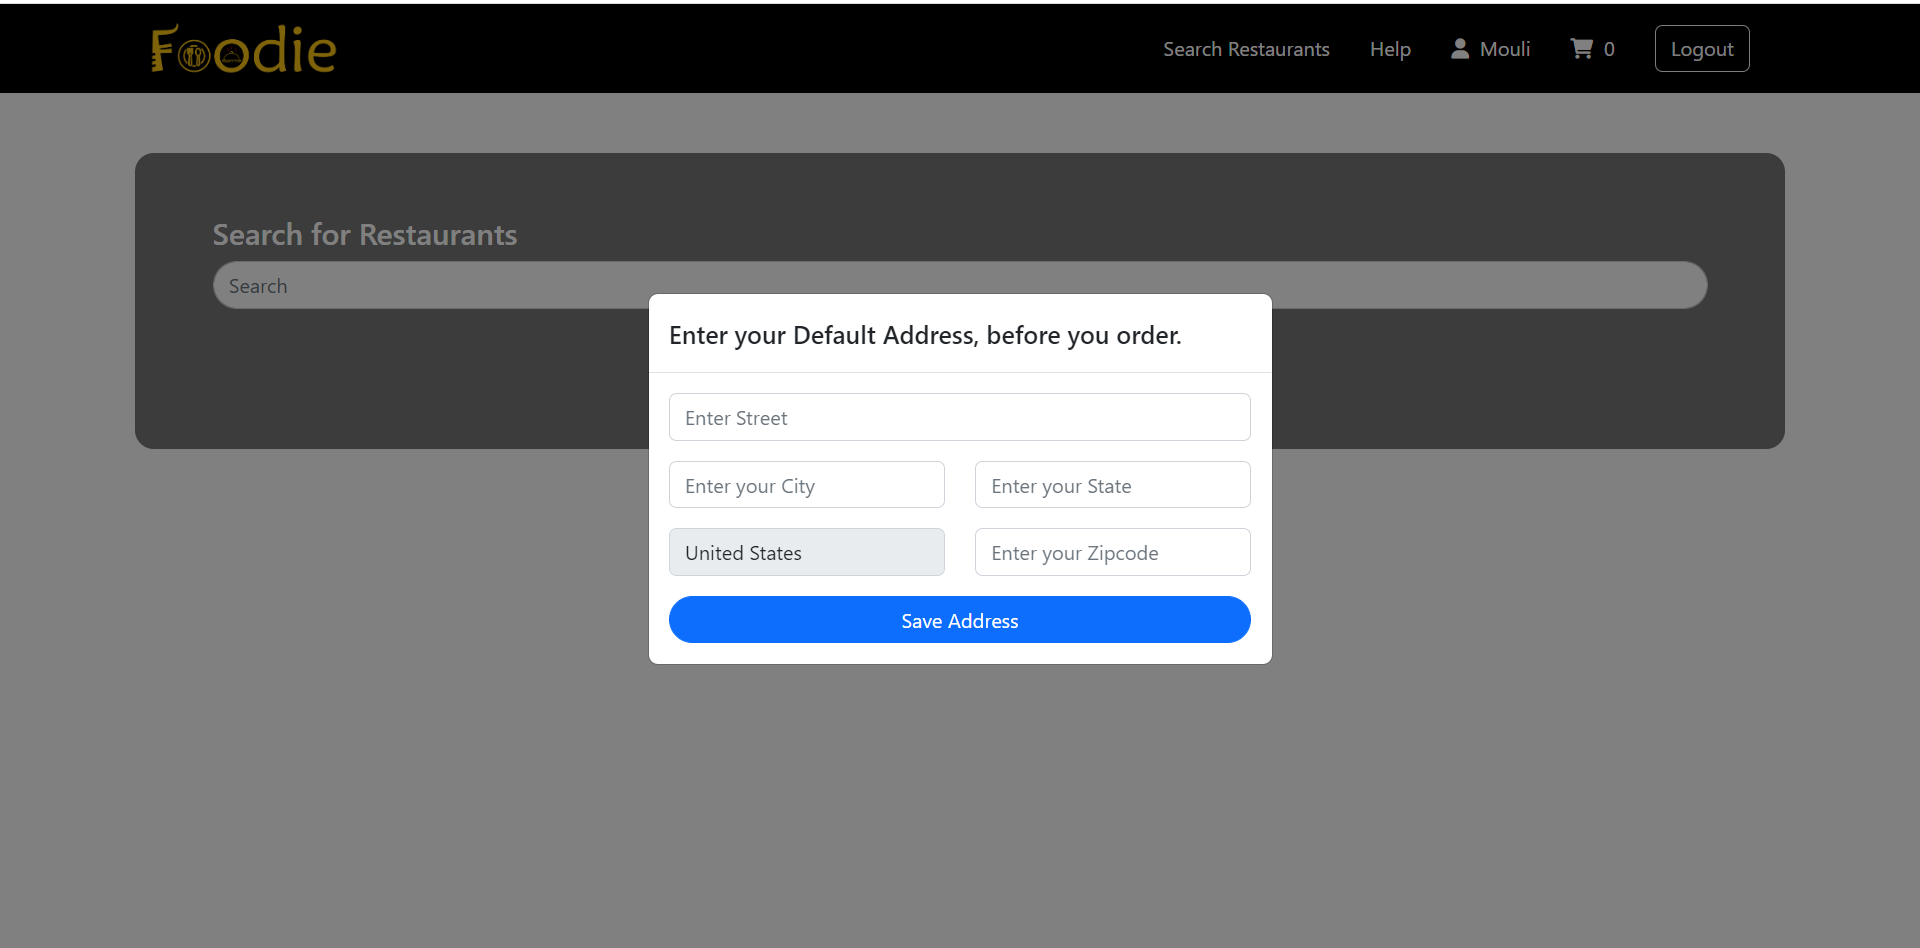 Foodie
Search Restaurants Help Mouli 0 Logout
Search for Restaurants
Search
Enter your Default Address, before you order.
Enter Street
Enter your City Enter your State
United States Enter your Zipcode
Save Address